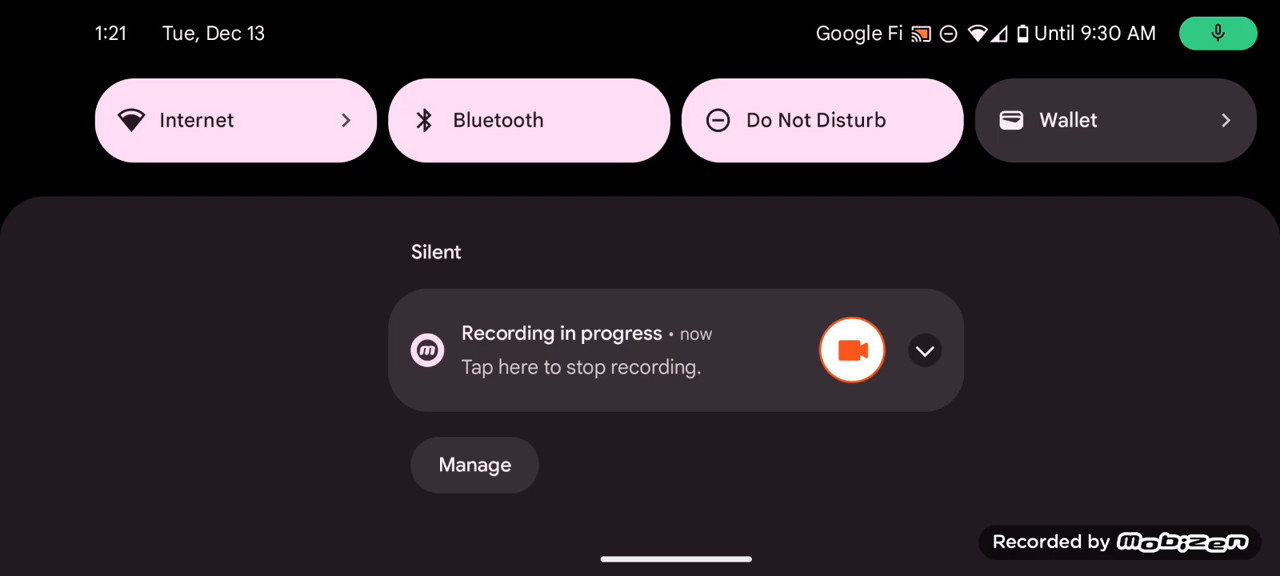 1:21 Tue, Dec 13 Google Fi Until 9:30 AM
Internet Bluetooth Do Not Disturb Wallet
Silent
Recording in progress • now
Tap here to stop recording.
Manage
Recorded by mobizen